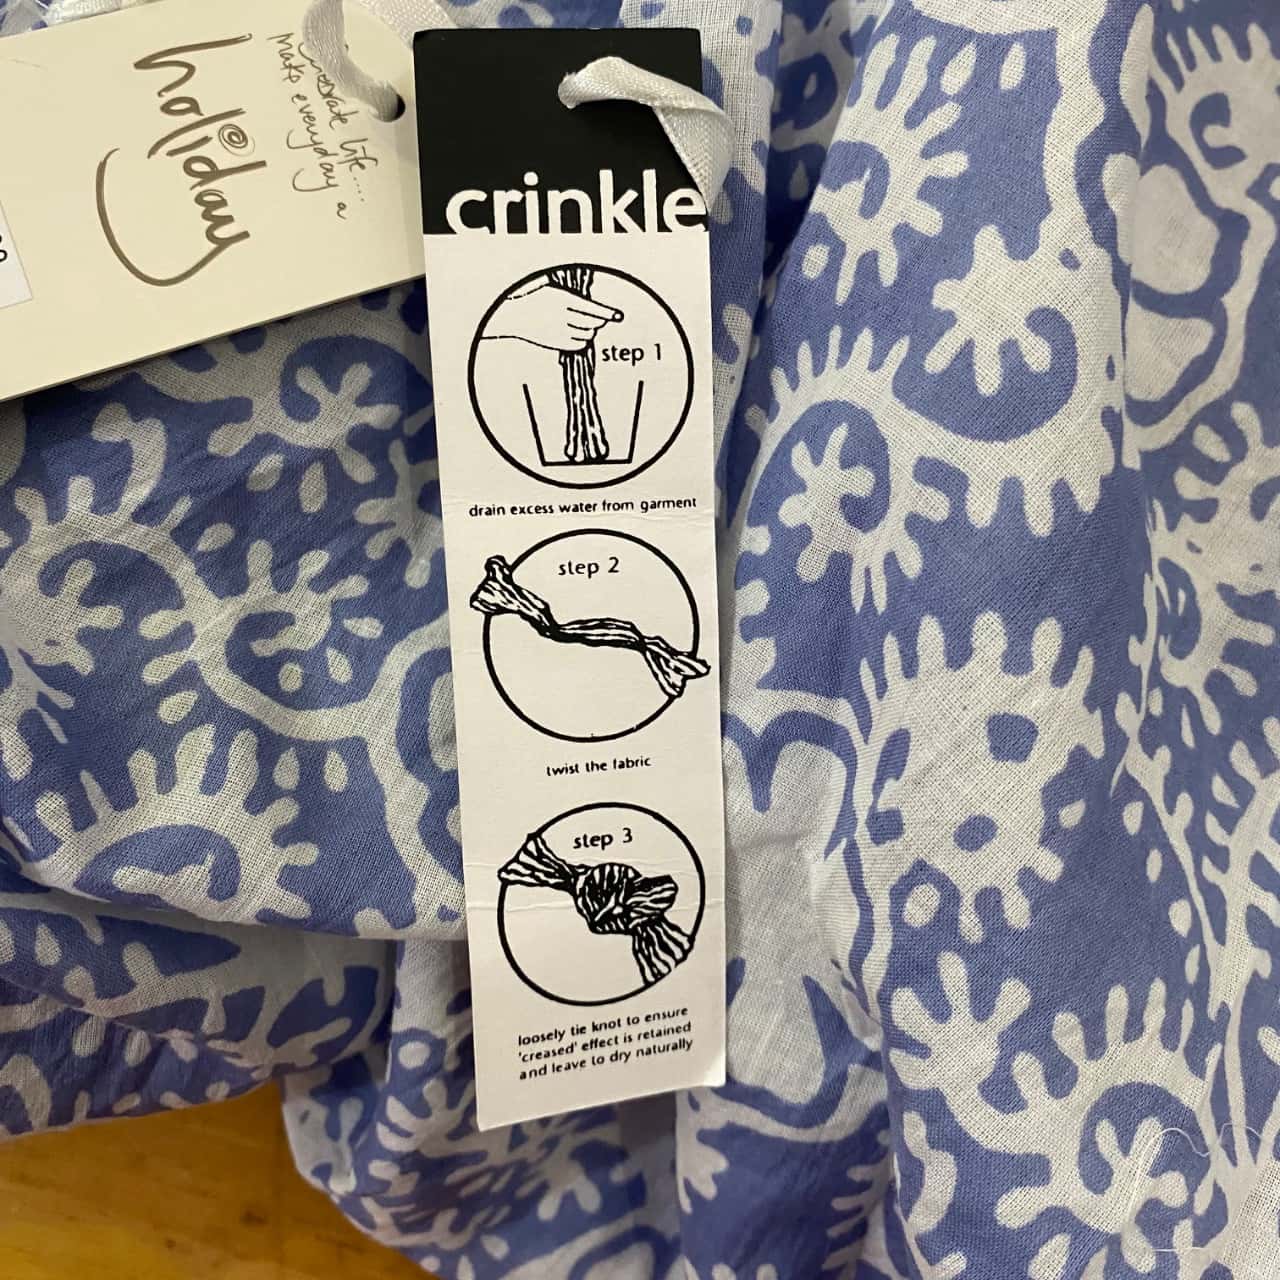 holiday
life...
make everyday a
crinkle
step 1
drain excess water from garment
step 2
twist the fabric
step 3
loosely tie knot to ensure
'creased' effect is retained
and leave to dry naturally